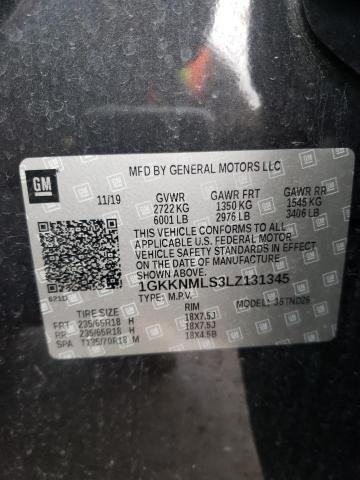 GM
MFD BY GENERAL MOTORS LLC
11/19 GVWR GAWR FRT GAWR RR
2722 KG 1350 KG 1545 KG
6001 LB 2976 LB 3406 LB
THIS VEHICLE CONFORMS TO ALL APPLICABLE
U.S. FEDERAL MOTOR
VEHICLE SAFETY STANDARDS
IN EFFECT ON THE DATE OF MANUFACTURE
SHOWN ABOVE.
1GKKNMLS3LZ131345
TYPE: M.P.V. MODEL:
TIRE SIZE RIM
FRT 235/65R18 H 18X7.5J
RR 235/65R18 H 18X7.5J
SPA T135/70R18 M 18X4.5B